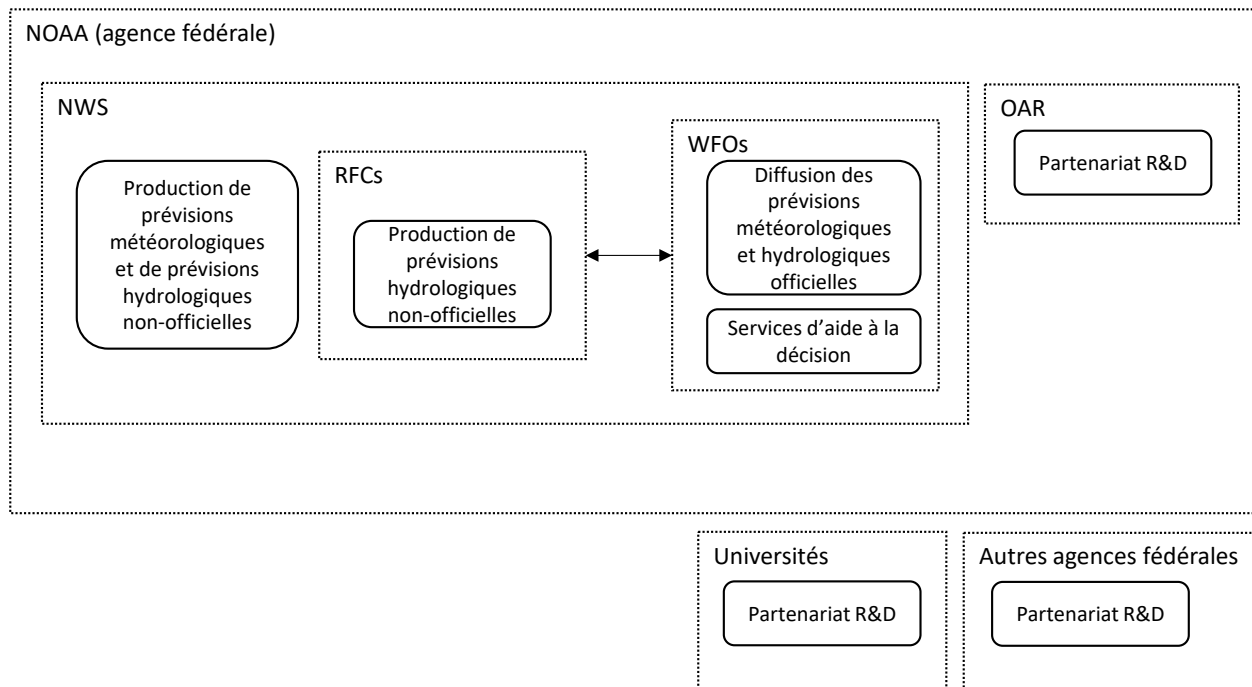 NOAA (agence fédérale)
NWS
Production de
prévisions
météorologiques
et de prévisions
hydrologiques
non-officielles
RFCs
Production de
prévisions
hydrologiques
non-officielles
WFOs
Diffusion des
prévisions
météorologiques
et hydrologiques
officielles
Services d’aide à la
décision
OAR
Partenariat R&D
Universités
Partenariat R&D
Autres agences fédérales
Partenariat R&D